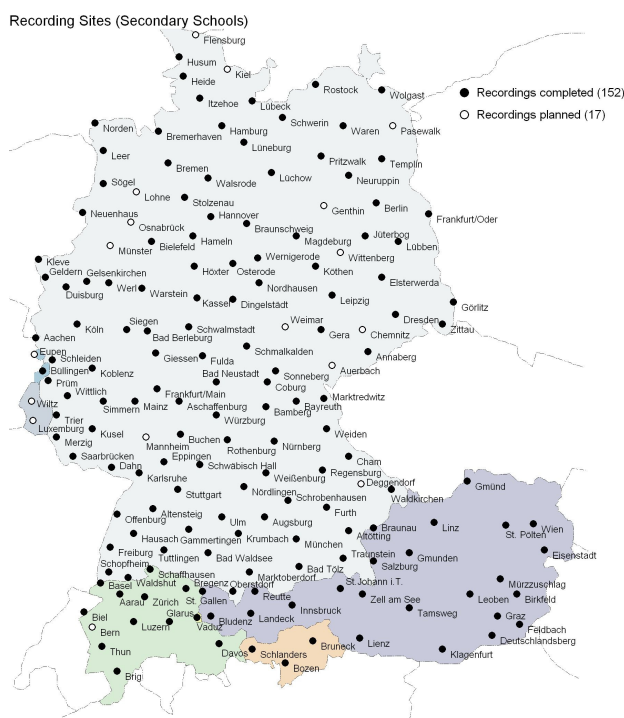 Recording Sites (Secondary Schools)
Flensburg
Husum
Kiel
Heide
Rostock
Wolgast
Recordings completed (152)
Itzehoe
Lübeck
Recordings planned (17)
Schwerin
Norden
Bremerhaven
Hamburg
Waren
Pasewalk
Lüneburg
Leer
Pritzwalk
Templin
Bremen
Walsrode
Lüchow
Neuruppin
Sögel
Lohne
Stolzenau
Genthin
Berlin
Neuenhaus
Hannover
Frankfurt/Oder
Osnabrück
Braunschweig
Hameln
Magdeburg
Jüterbog
Münster
Bielefeld
Lübben
Wernigerode
Wittenberg
Kleve
Höxter
Osterode
Köthen
Geldern
Gelsenkirchen
Elsterwerda
Duisburg
Werl
Warstein
Nordhausen
Kassel
Dingelstädt
Leipzig
Görlitz
Dresden
Köln
Siegen
Schwalmstadt
Weimar
Gera
Chemnitz
Zittau
Bad Berleburg
Aachen
Eupen
Schleiden
Giessen
Fulda
Schmalkalden
Annaberg
Büllingen
Koblenz
Bad Neustadt
Sonneberg
Auerbach
Prüm
Coburg
Wittlich
Frankfurt/Main
Marktredwitz
Wiltz
Simmern
Mainz
Aschaffenburg
Bamberg
Bayreuth
Trier
Würzburg
Luxemburg
Kusel
Weiden
Merzig
Mannheim
Buchen
Rothenburg
Nürnberg
Saarbrücken
Eppingen
Cham
Dahn
Schwäbisch Hall
Regensburg
Karlsruhe
Weißenburg
Deggendorf
Gmünd
Stuttgart
Nördlingen
Waldkirchen
Schrobenhausen
Altensteig
Furth
Offenburg
Ulm
Augsburg
Braunau
Linz
St. Pölten
Wien
Hausach
Gammertingen
Krumbach
Altötting
München
Freiburg
Tuttlingen
Bad Waldsee
Traunstein
Gmunden
Eisenstadt
Schopfheim
Bad Tölz
Salzburg
Schaffhausen
Marktoberdorf
Basel
Waldshut
Bregenz
Oberstdorf
St.Johann i.T.
Mürzzuschlag
Aarau
Zürich
St. Gallen
Reutte
Zell am See
Leoben
Birkfeld
Biel
Glarus
Innsbruck
Tamsweg
Bern
Luzern
Vaduz
Bludenz
Landeck
Graz
Feldbach
Thun
Davos
Schlanders
Bruneck
Lienz
Deutschlandsberg
Klagenfurt
Bozen
Brig